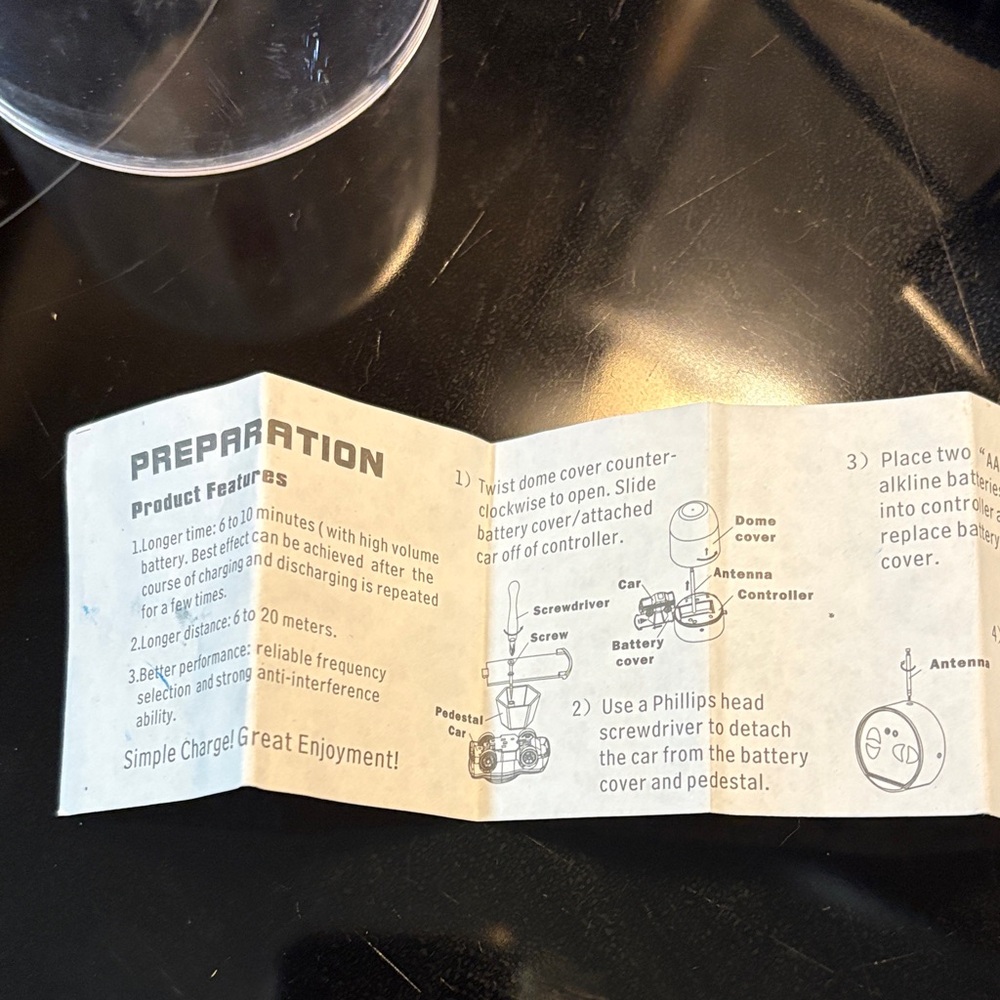 PREPARATION
Product Features
1.Longer time: 6 to 10 minutes (with high volume
battery. Best effect can be achieved after the
course of charging and discharging is repeated
for a few times.
2.Longer distance: 6 to 20 meters.
3.Better performance: reliable frequency
selection and strong anti-interference
ability.
Simple Charge! Great Enjoyment!
1) Twist dome cover counter-
clockwise to open. Slide
battery cover/attached
car off of controller.
Dome
cover
Antenna
Car
Controller
Battery
cover
Screwdriver
Screw
Pedestal
Car
2) Use a Phillips head
screwdriver to detach
the car from the battery
cover and pedestal.
3) Place two "AA
alkline batteries
into controller
replace battery
cover.
4)
Antenna